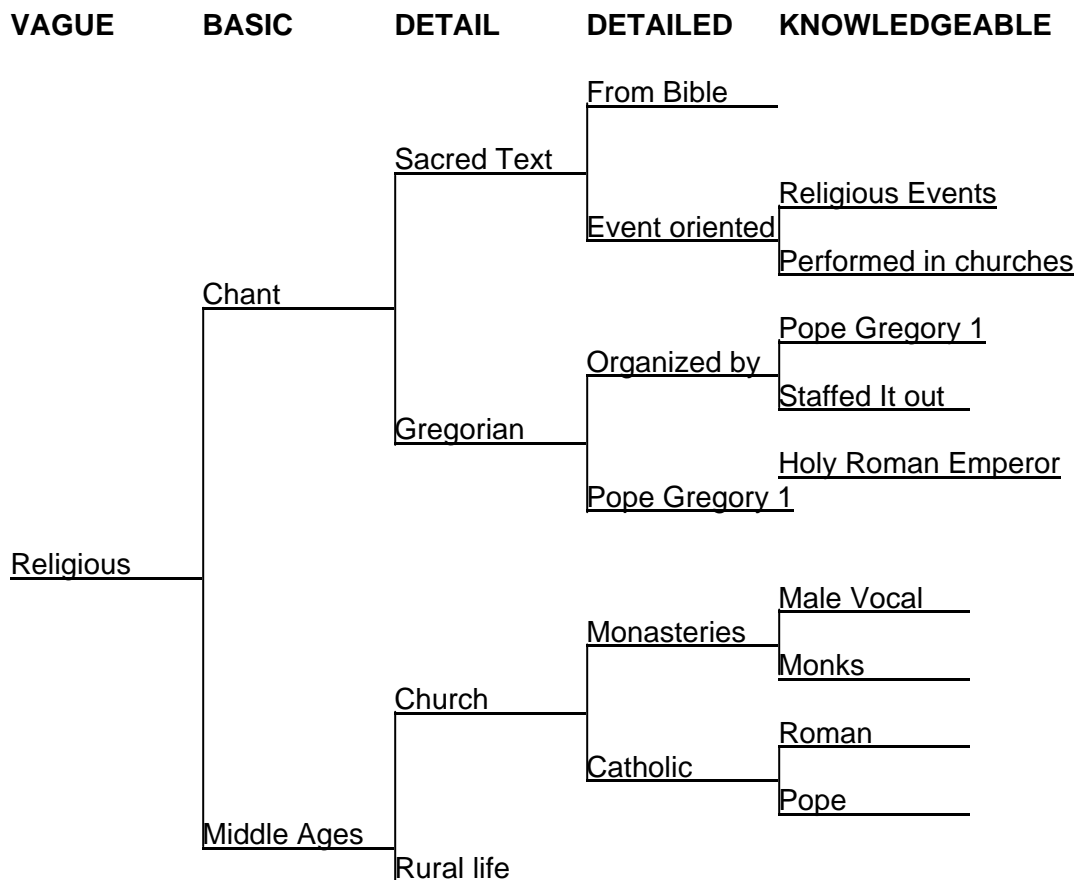 VAGUE BASIC DETAIL DETAILED KNOWLEDGEABLE
From Bible
Sacred Text
Religious Events
Event oriented
Performed in churches
Chant
Pope Gregory 1
Organized by
Staffed It out
Gregorian
Holy Roman Emperor
Pope Gregory 1
Religious
Male Vocal
Monasteries
Monks
Church
Roman
Catholic
Pope
Middle Ages
Rural life